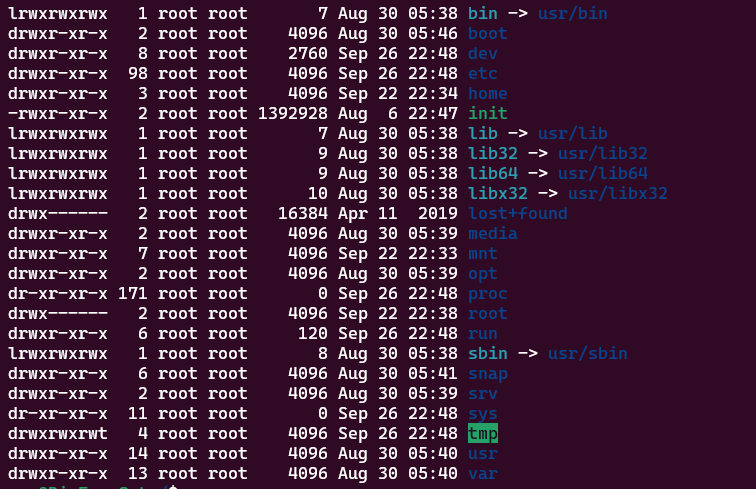 lrwxrwxrwx   1 root root       7 Aug 30 05:38 bin -> usr/bin
drwxr-xr-x   2 root root    4096 Aug 30 05:46 boot
drwxr-xr-x   8 root root    2760 Sep 26 22:48 dev
drwxr-xr-x  98 root root    4096 Sep 26 22:48 etc
drwxr-xr-x   3 root root    4096 Sep 22 22:34 home
-rwxr-xr-x   2 root root 1392928 Aug  6 22:47 init
lrwxrwxrwx   1 root root       7 Aug 30 05:38 lib -> usr/lib
lrwxrwxrwx   1 root root       9 Aug 30 05:38 lib32 -> usr/lib32
lrwxrwxrwx   1 root root       9 Aug 30 05:38 lib64 -> usr/lib64
lrwxrwxrwx   1 root root      10 Aug 30 05:38 libx32 -> usr/libx32
drwx------   2 root root   16384 Apr 11  2019 lost+found
drwxr-xr-x   2 root root    4096 Aug 30 05:39 media
drwxr-xr-x   7 root root    4096 Sep 22 22:33 mnt
drwxr-xr-x   2 root root    4096 Aug 30 05:39 opt
dr-xr-xr-x 171 root root       0 Sep 26 22:48 proc
drwx------   2 root root    4096 Sep 22 22:38 root
drwxr-xr-x   6 root root     120 Sep 26 22:48 run
lrwxrwxrwx   1 root root       8 Aug 30 05:38 sbin -> usr/sbin
drwxr-xr-x   6 root root    4096 Aug 30 05:41 snap
drwxr-xr-x   2 root root    4096 Aug 30 05:39 srv
dr-xr-xr-x  11 root root       0 Sep 26 22:48 sys
drwxrwxrwt   4 root root    4096 Sep 26 22:48 tmp
drwxr-xr-x  14 root root    4096 Aug 30 05:40 usr
drwxr-xr-x  13 root root    4096 Aug 30 05:40 var